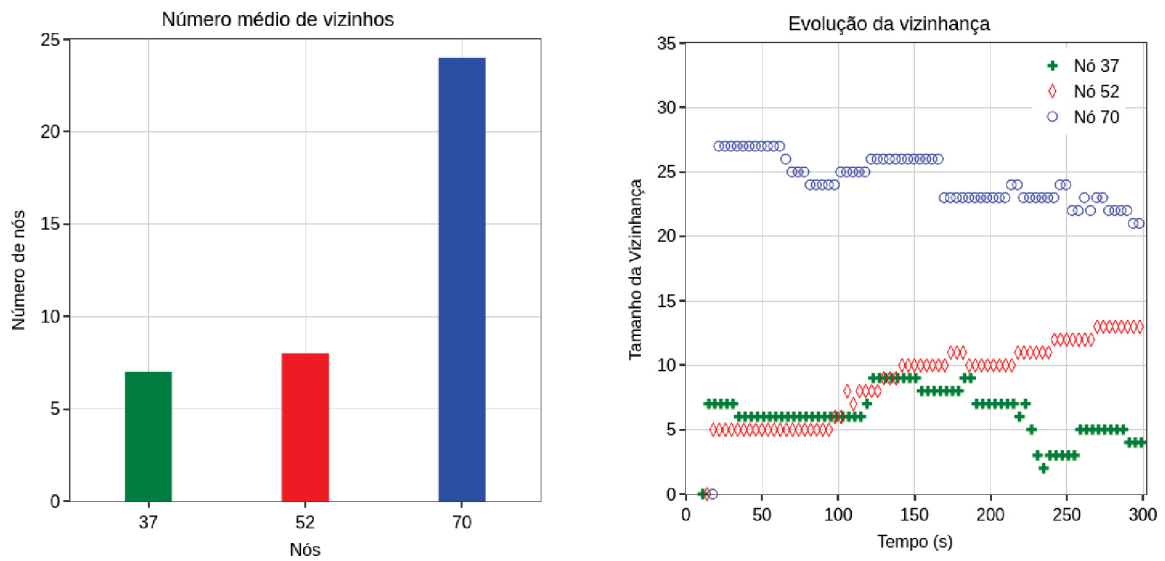 Número médio de vizinhos
25
20
15
10
5
0
Número de nós
37
52
70
Nós
Evolução da vizinhança
35
30
25
20
15
10
5
0
Tamanho da Vizinhança
Nó 37
Nó 52
Nó 70
0
50
100
150
200
250
300
Tempo (s)